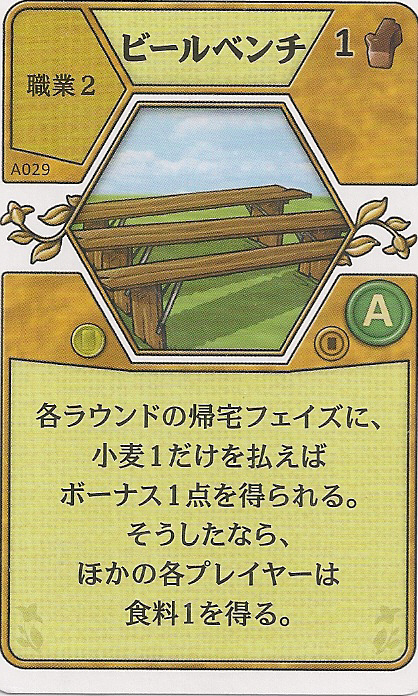 ビールベンチ
1
職業2
A029
A
各ラウンドの帰宅フェイズに、
小麦1だけを払えば
ボーナス1点を得られる。
そうしたなら、
ほかの各プレイヤーは
食料1を得る。